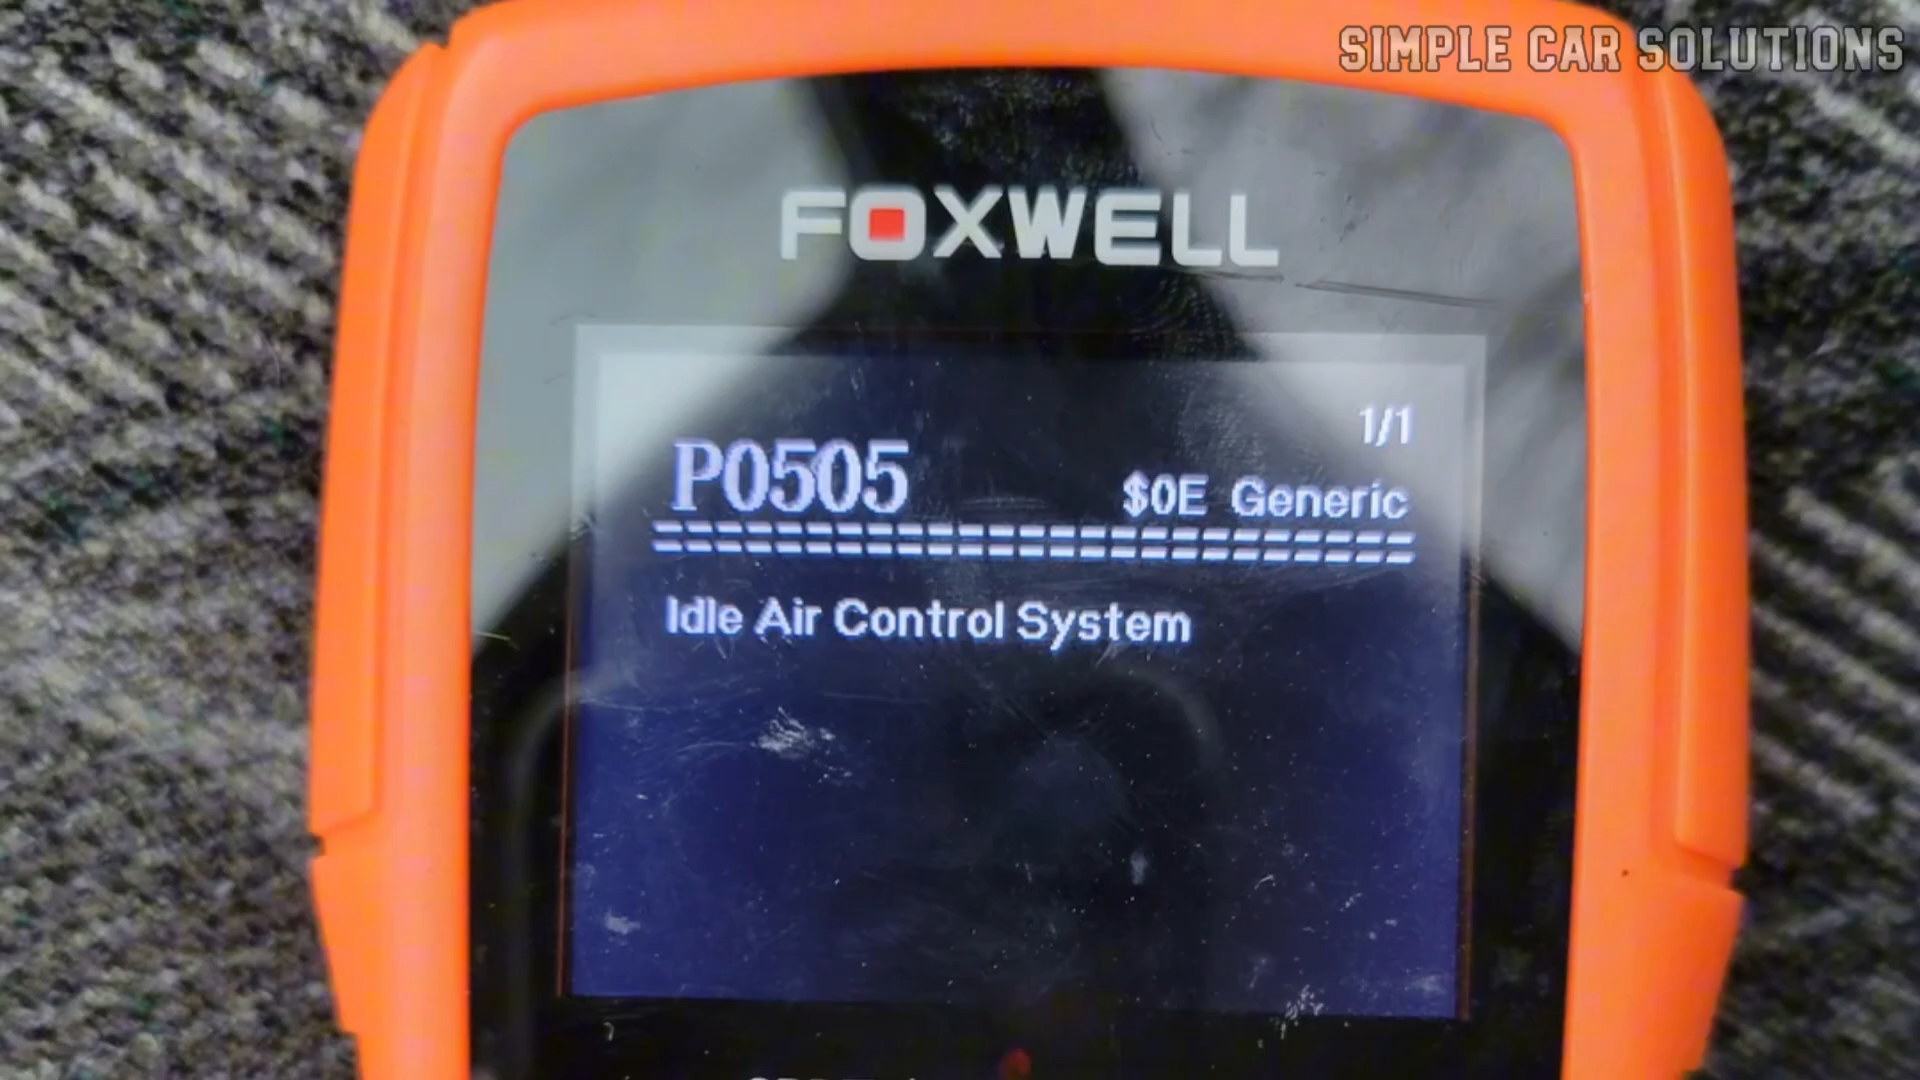 SIMPLE CAR SOLUTIONS
FOXWELL
1/1
P0505 $0E Generic
Idle Air Control System